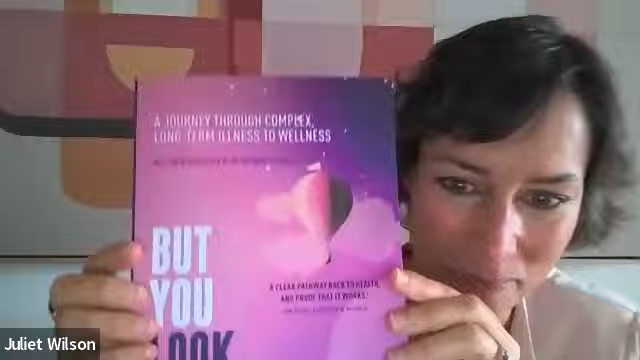 A JOURNEY THROUGH COMPLEX,
LONG-TERM ILLNESS TO WELLNESS
BUT
YOU
LOOK
A CLEAR PATHWAY BACK TO HEALTH,
AND PROOF THAT IT WORKS.
Juliet Wilson